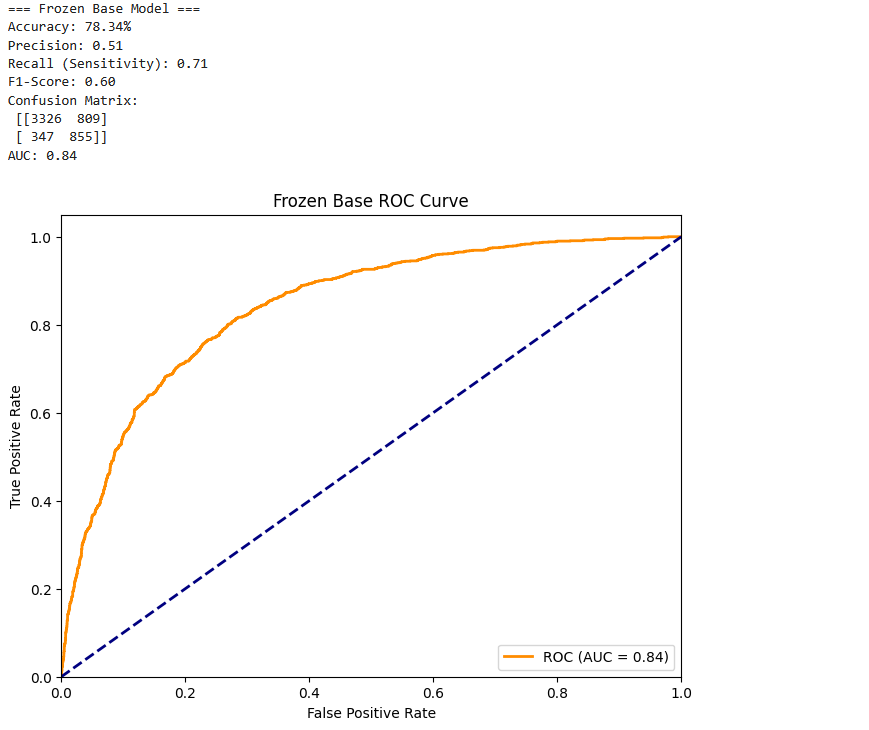 === Frozen Base Model ===
Accuracy: 78.34%
Precision: 0.51
Recall (Sensitivity): 0.71
F1-Score: 0.60
Confusion Matrix:
[[3326 809]
[ 347 855]]
AUC: 0.84
Frozen Base ROC Curve
True Positive Rate
1.0
0.8
0.6
0.4
0.2
0.0
ROC (AUC = 0.84)
0.0 0.2 0.4 0.6 0.8 1.0
False Positive Rate